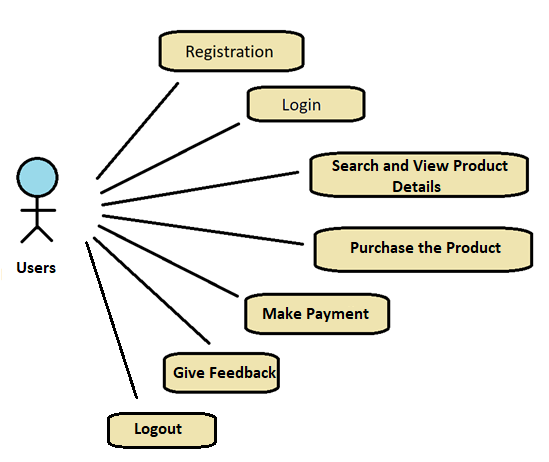 Registration
Login
Search and View Product
Details
Users
Purchase the Product
Make Payment
Give Feedback
Logout